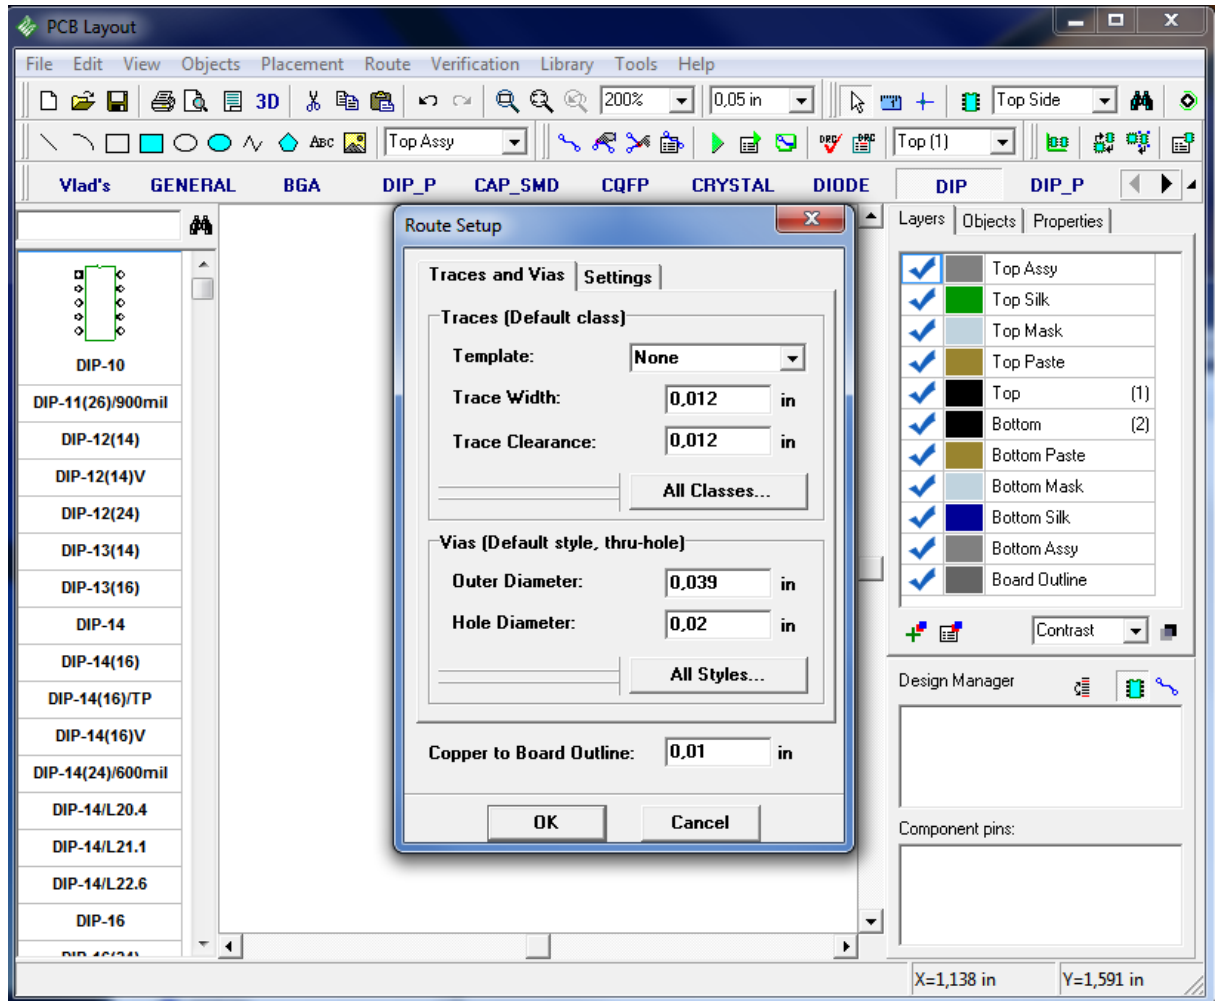 PCB Layout
File Edit View Objects Placement Route Verification Library Tools Help
3D 200% 0,05 in Top Side
ABC Top Assy DRC DRC Top (1)
Vlad's GENERAL BGA DIP_P CAP_SMD CQFP CRYSTAL DIODE DIP DIP_P
DIP-10
DIP-11(26)/900mil
DIP-12(14)
DIP-12(14)V
DIP-12(24)
DIP-13(14)
DIP-13(16)
DIP-14
DIP-14(16)
DIP-14(16)/TP
DIP-14(16)V
DIP-14(24)/600mil
DIP-14/L20.4
DIP-14/L21.1
DIP-14/L22.6
DIP-16
Route Setup
Traces and Vias Settings
Traces (Default class)
Template: None
Trace Width: 0,012 in
Trace Clearance: 0,012 in
All Classes...
Vias (Default style, thru-hole)
Outer Diameter: 0,039 in
Hole Diameter: 0,02 in
All Styles...
Copper to Board Outline: 0,01 in
OK Cancel
Layers Objects Properties
Top Assy
Top Silk
Top Mask
Top Paste
Top (1)
Bottom (2)
Bottom Paste
Bottom Mask
Bottom Silk
Bottom Assy
Board Outline
Contrast
Design Manager
Component pins:
X=1,138 in Y=1,591 in